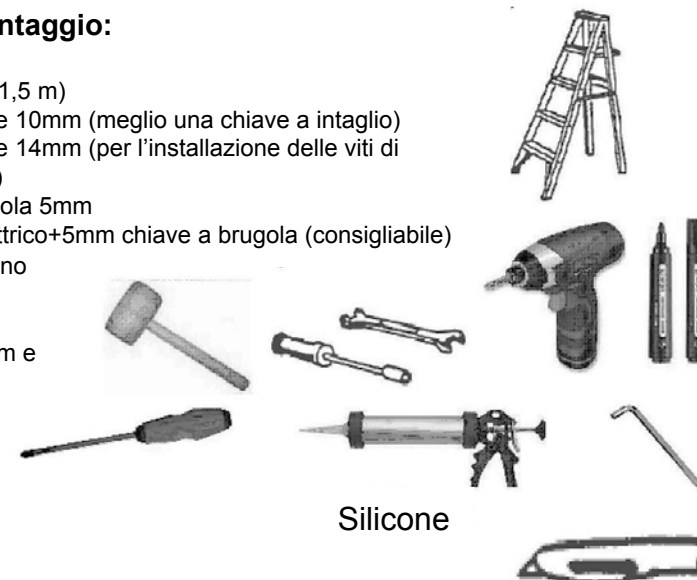 ntaggio:
1,5 m)
e 10mm (meglio una chiave a intaglio)
e 14mm (per l'installazione delle viti di
)
ola 5mm
ttrico+5mm chiave a brugola (consigliabile)
no
m e
Silicone